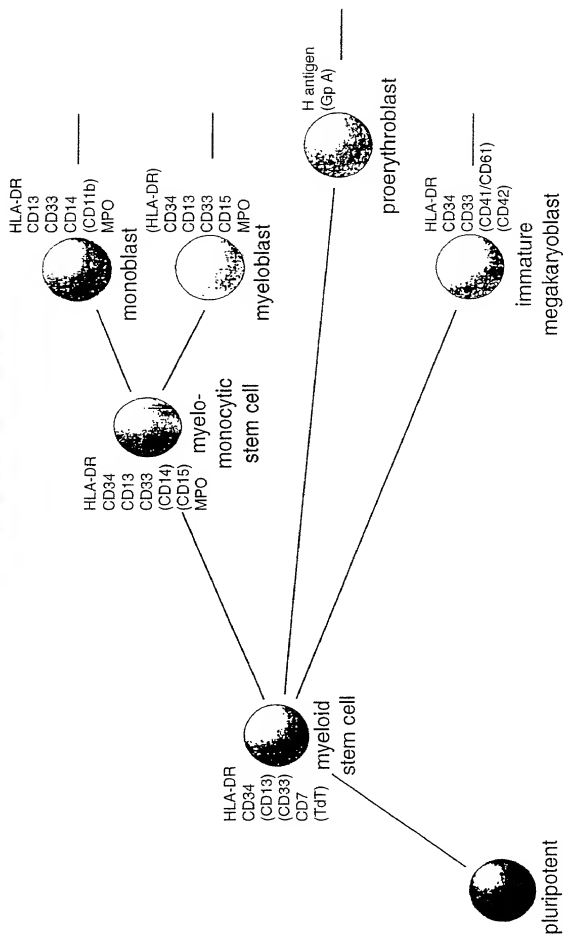 HLA-DR
CD13
CD33
CD14
(CD11b)
MPO
monoblast
(HLA-DR)
CD34
CD13
CD33
CD15
MPO
myeloblast
HLA-DR
CD34
CD13
CD33
(CD14)
(CD15)
MPO
myelo-
monocytic
stem cell
H antigen
(Gp A)
proerythroblast
HLA-DR
CD34
CD33
(CD41/CD61)
(CD42)
immature
megakaryoblast
HLA-DR
CD34
(CD13)
(CD33)
CD7
(TdT)
myeloid
stem cell
pluripotent